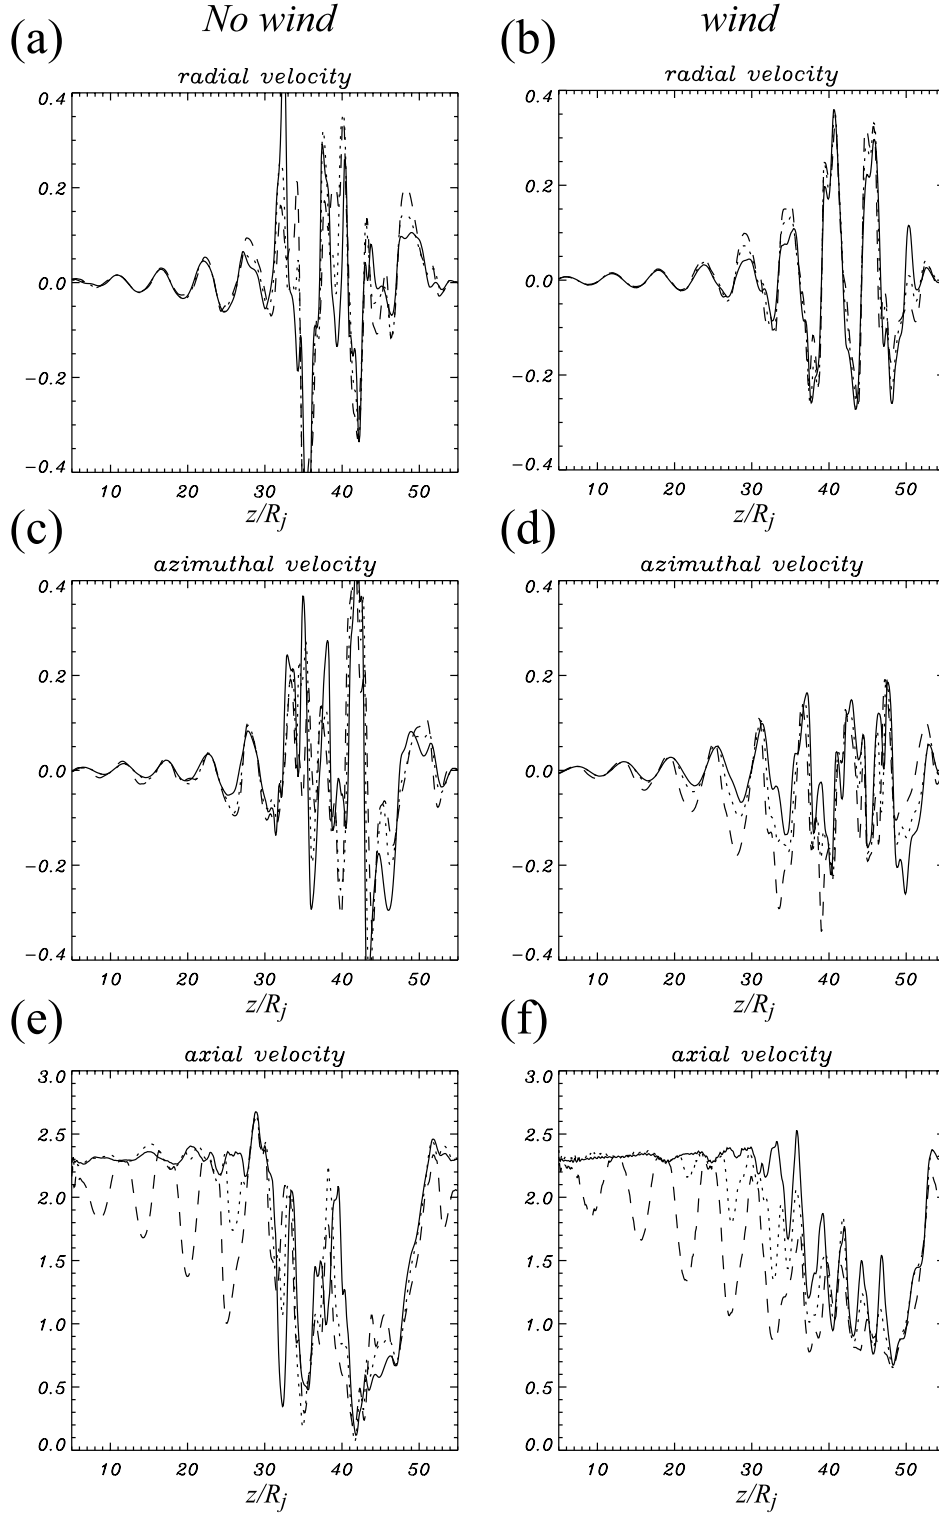 No wind wind
(a) (b)
radial velocity radial velocity
0.4 0.4
0.2 0.2
0.0 0.0
−0.2 −0.2
−0.4 −0.4
10 20 30 40 50 10 20 30 40 50
z/Rj z/Rj
(c) (d)
azimuthal velocity azimuthal velocity
0.4 0.4
0.2 0.2
0.0 0.0
−0.2 −0.2
−0.4 −0.4
10 20 30 40 50 10 20 30 40 50
z/Rj z/Rj
(e) (f)
axial velocity axial velocity
3.0 3.0
2.5 2.5
2.0 2.0
1.5 1.5
1.0 1.0
0.5 0.5
0.0 0.0
10 20 30 40 50 10 20 30 40 50
z/Rj z/Rj